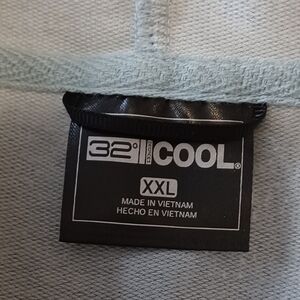 32° COOL®
XXL
MADE IN VIETNAM
HECHO EN VIETNAM